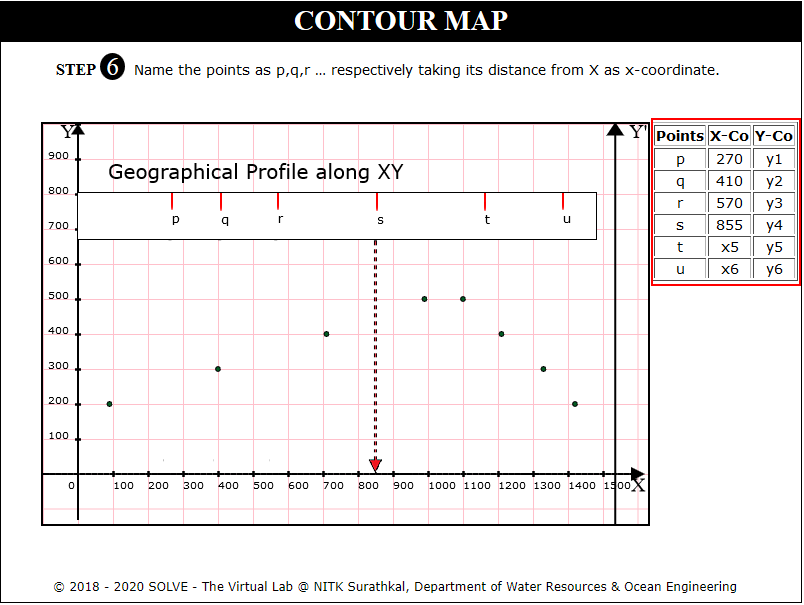 CONTOUR MAP
STEP 6 Name the points as p,q,r ... respectively taking its distance from X as x-coordinate.
Y
Y'
Geographical Profile along XY
p q r s t u
900
800
700
600
500
400
300
200
100
0 100 200 300 400 500 600 700 800 900 1000 1100 1200 1300 1400 1500 X
Points X-Co Y-Co
p 270 y1
q 410 y2
r 570 y3
s 855 y4
t x5 y5
u x6 y6
© 2018 - 2020 SOLVE - The Virtual Lab @ NITK Surathkal, Department of Water Resources & Ocean Engineering